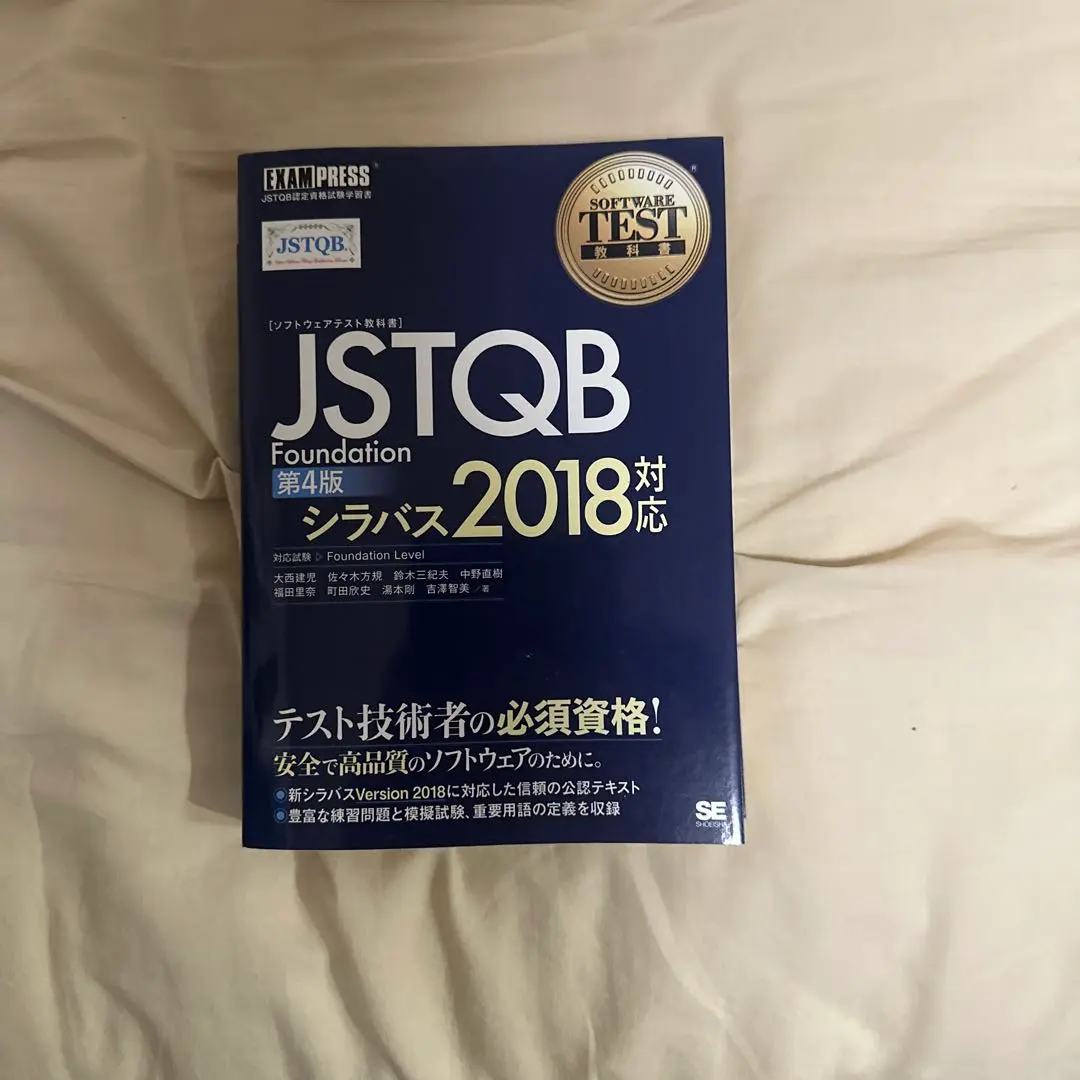 EXAMPRESS®
JSTQB認定資格試験学習書
JSTQB®
SOFTWARE
TEST
教科書
®
[ソフトウェアテスト教科書]
JSTQB
Foundation
第4版
シラバス2018対応
対応試験▷Foundation Level
大西建児 佐々木方規 鈴木三紀夫 中野直樹
福田里奈 町田欣史 湯本剛 吉澤智美/著
テスト技術者の必須資格!
安全で高品質のソフトウェアのために。
新シラバスVersion 2018に対応した信頼の公認テキスト
豊富な練習問題と模擬試験、重要用語の定義を収録
SE
SHOEISHA